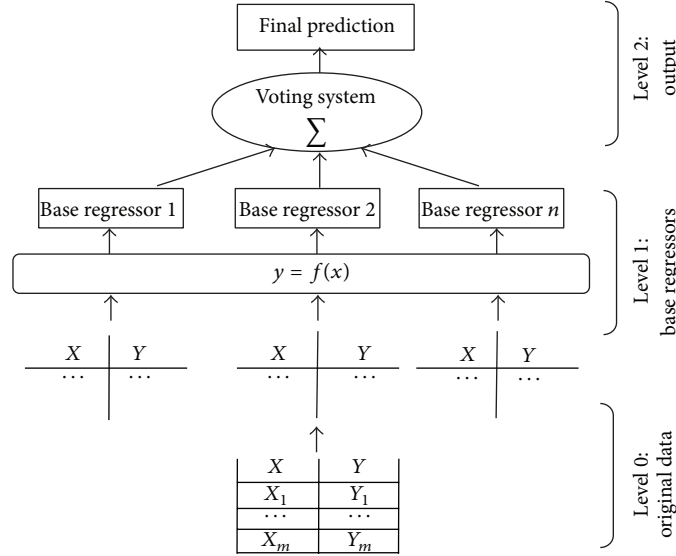 Final prediction
Voting system
∑
Base regressor 1
Base regressor 2
Base regressor n
y = f(x)
X Y
... ...
X Y
... ...
X Y
... ...
X Y
X₁ Y₁
... ...
Xₘ Yₘ
Level 2:
output
Level 1:
base regressors
Level 0:
original data